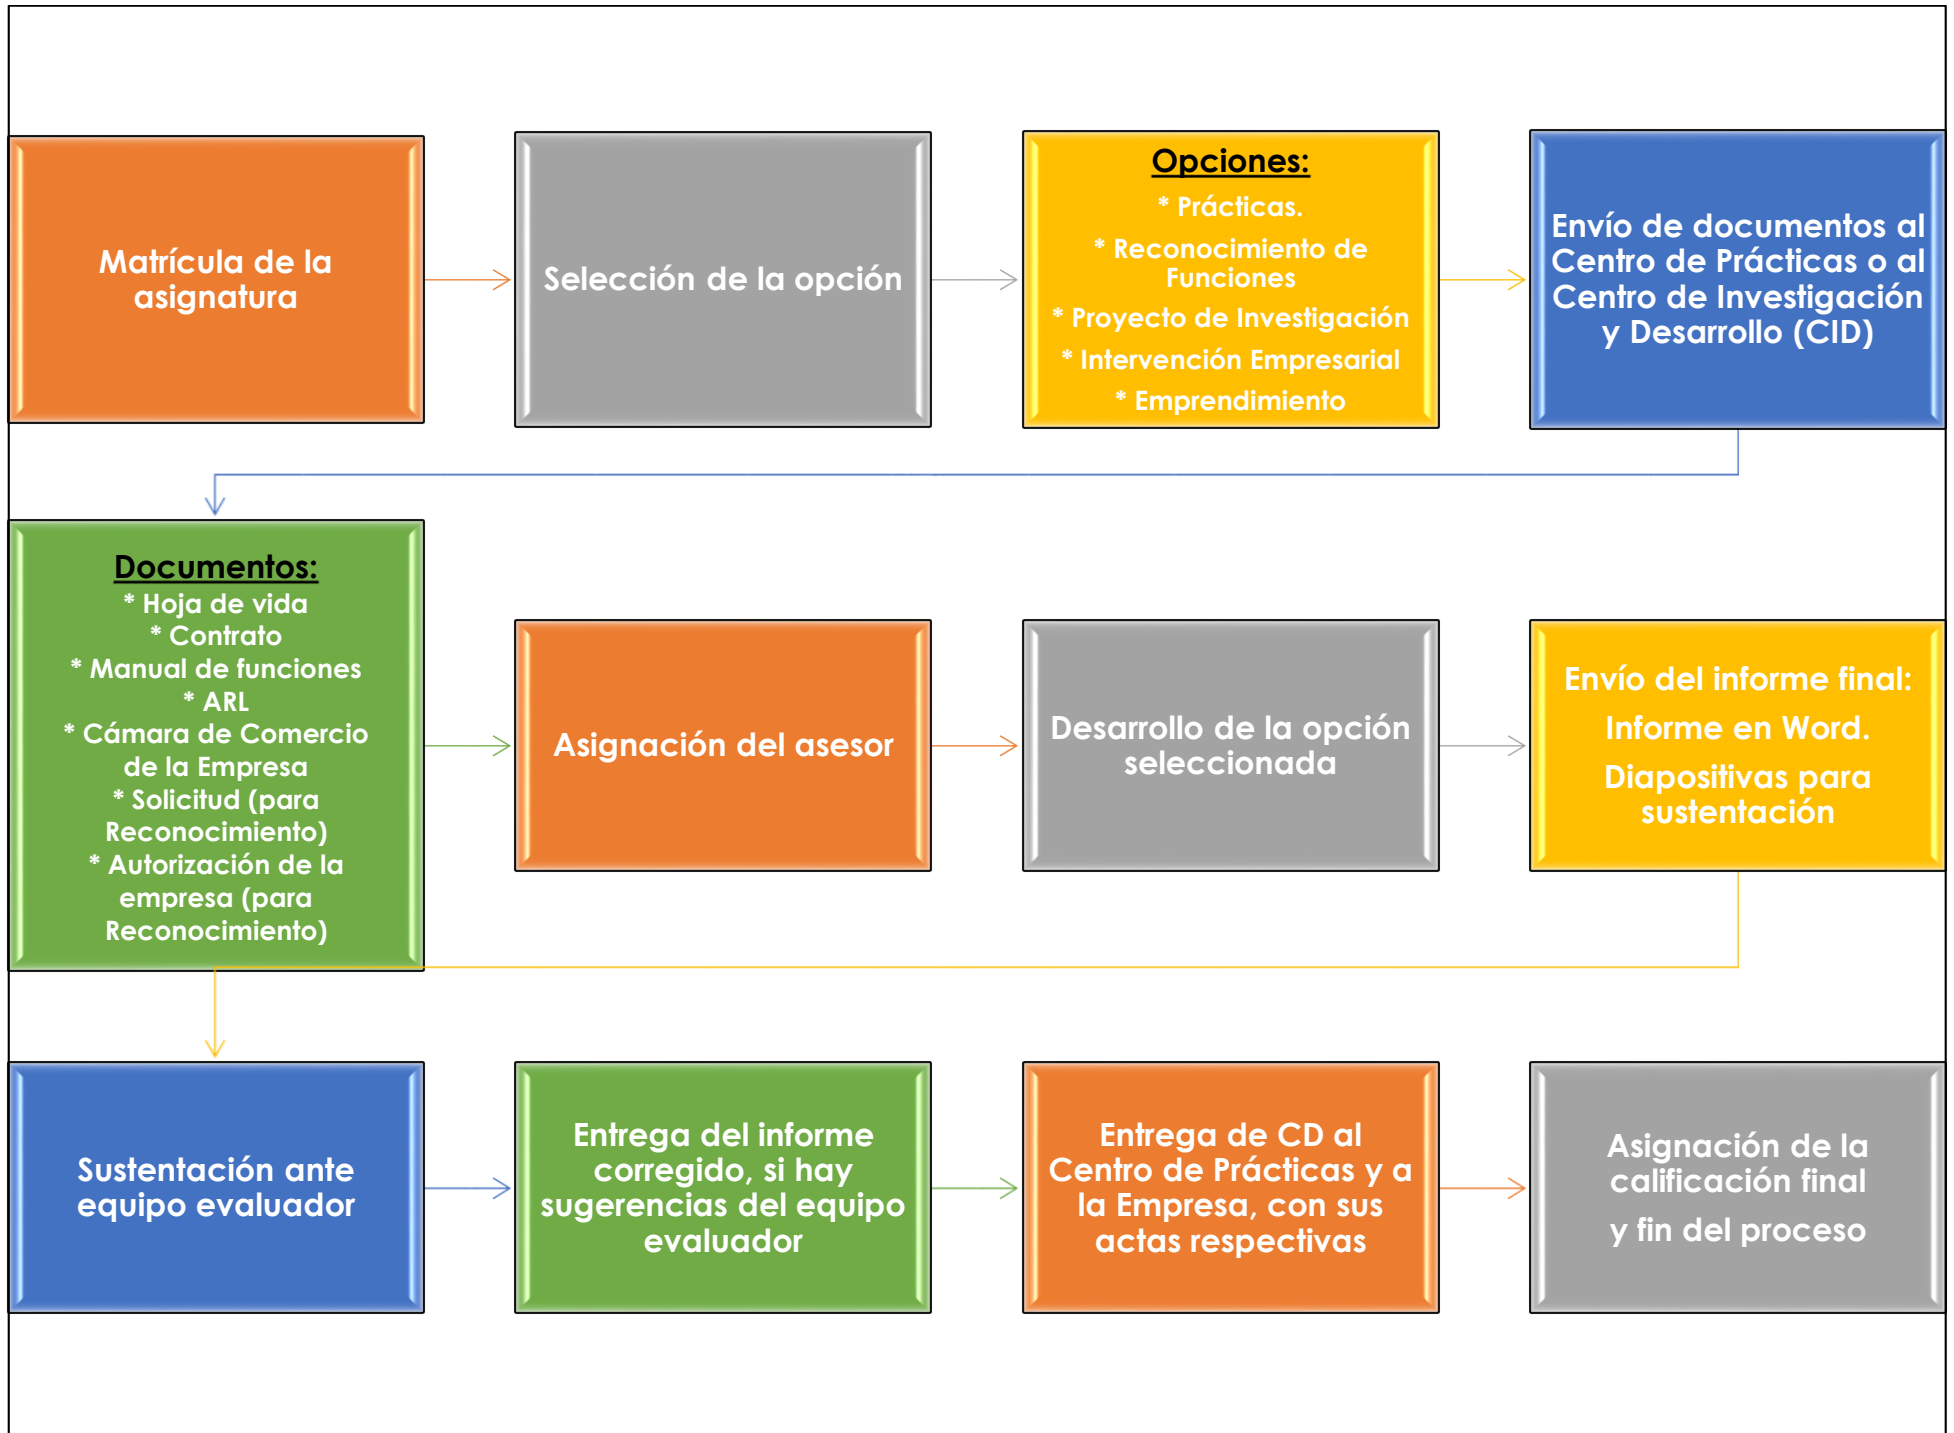 Matrícula de la
asignatura
Selección de la opción
Opciones:
* Prácticas.
* Reconocimiento de
Funciones
* Proyecto de Investigación
* Intervención Empresarial
* Emprendimiento
Envío de documentos al
Centro de Prácticas o al
Centro de Investigación
y Desarrollo (CID)
Documentos:
* Hoja de vida
* Contrato
* Manual de funciones
* ARL
* Cámara de Comercio
de la Empresa
* Solicitud (para
Reconocimiento)
* Autorización de la
empresa (para
Reconocimiento)
Asignación del asesor
Desarrollo de la opción
seleccionada
Envío del informe final:
Informe en Word.
Diapositivas para
sustentación
Sustentación ante
equipo evaluador
Entrega del informe
corregido, si hay
sugerencias del equipo
evaluador
Entrega de CD al
Centro de Prácticas y a
la Empresa, con sus
actas respectivas
Asignación de la
calificación final
y fin del proceso